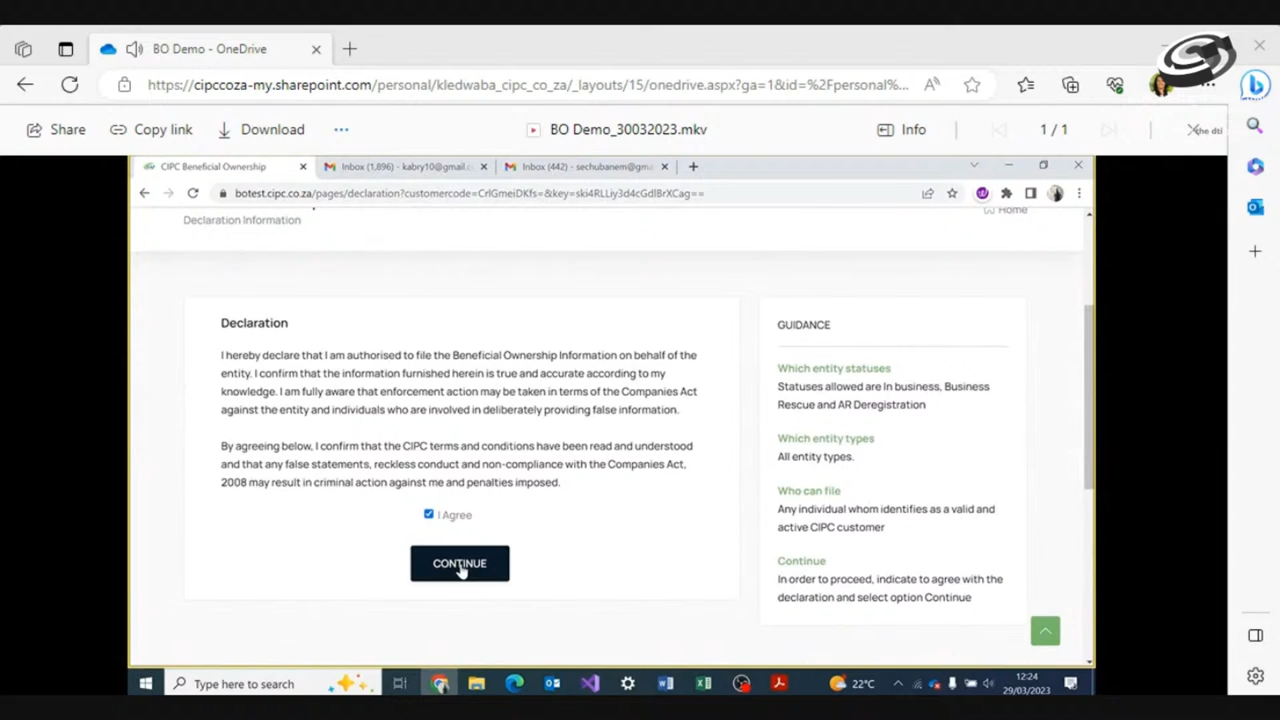 BO Demo - OneDrive
https://cipccoza-my.sharepoint.com/personal/kledwaba_cipc_co_za/_layouts/15/onedrive.aspx?ga=1&id=%2Fpersonal%...
Share Copy link Download ... BO Demo_30032023.mkv Info 1 / 1 the dti
CIPC Beneficial Ownership Inbox (1,896) - kabry10@gmail.c Inbox (442) - sechubanem@gma
botest.cipc.co.za/pages/declaration?customercode=CrlGmeiDKfs=&key=ski4RLLiy3d4cGdlBrXCag==
Declaration Information
Home
Declaration
I hereby declare that I am authorised to file the Beneficial Ownership Information on behalf of the
entity. I confirm that the information furnished herein is true and accurate according to my
knowledge. I am fully aware that enforcement action may be taken in terms of the Companies Act
against the entity and individuals who are involved in deliberately providing false information.
By agreeing below, I confirm that the CIPC terms and conditions have been read and understood
and that any false statements, reckless conduct and non-compliance with the Companies Act,
2008 may result in criminal action against me and penalties imposed.
I Agree
CONTINUE
GUIDANCE
Which entity statuses
Statuses allowed are In business, Business
Rescue and AR Deregistration
Which entity types
All entity types.
Who can file
Any individual whom identifies as a valid and
active CIPC customer
Continue
In order to proceed, indicate to agree with the
declaration and select option Continue
Type here to search
22°C
12:24
29/03/2023